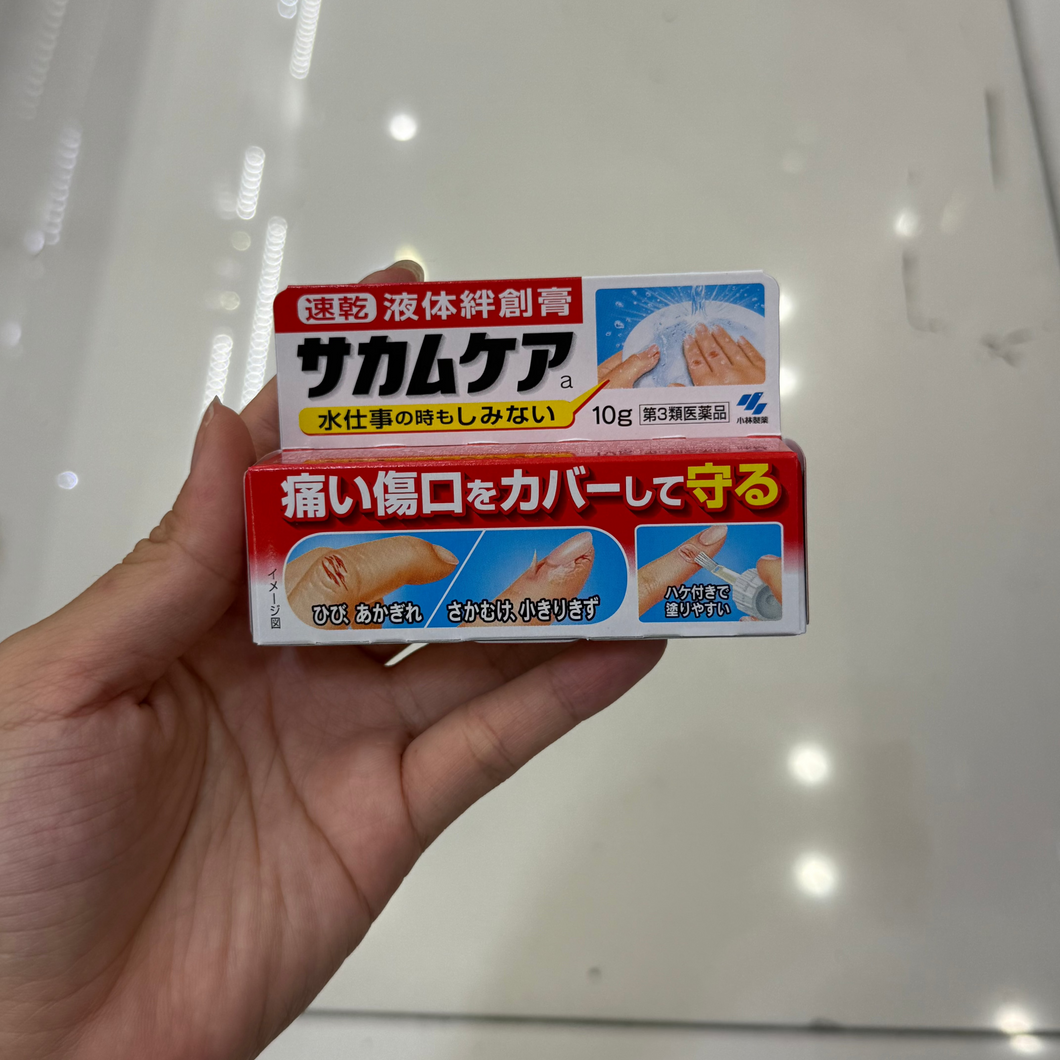 速乾 液体絆創膏
サカムケア a
水仕事の時もしみない
10g 第3類医薬品
小林製薬
痛い傷口をカバーして守る
イメージ図
ひび、あかぎれ
さかむけ、小きりきず
ハケ付きで
塗りやすい